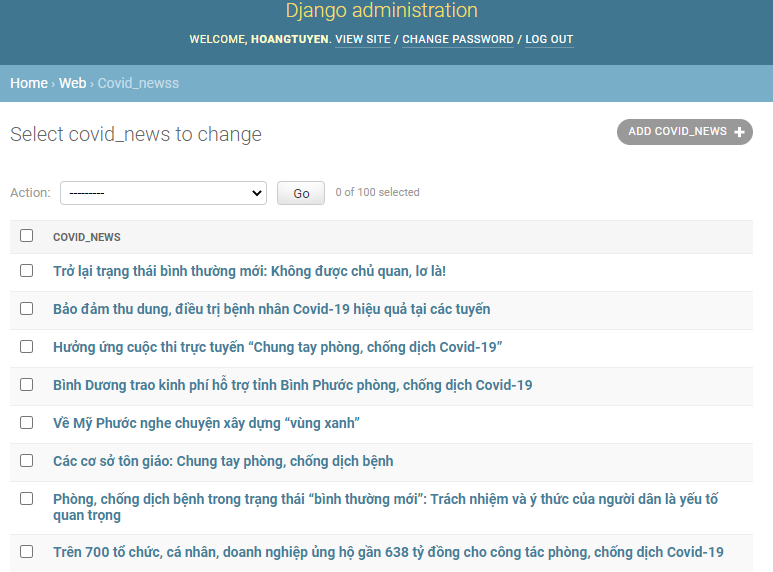 Django administration
WELCOME, HOANGTUYEN. VIEW SITE / CHANGE PASSWORD / LOG OUT
Home › Web › Covid_newss
Select covid_news to change
ADD COVID_NEWS +
Action: --------- Go 0 of 100 selected
COVID_NEWS
Trở lại trạng thái bình thường mới: Không được chủ quan, lơ là!
Bảo đảm thu dung, điều trị bệnh nhân Covid-19 hiệu quả tại các tuyến
Hưởng ứng cuộc thi trực tuyến “Chung tay phòng, chống dịch Covid-19”
Bình Dương trao kinh phí hỗ trợ tỉnh Bình Phước phòng, chống dịch Covid-19
Về Mỹ Phước nghe chuyện xây dựng “vùng xanh”
Các cơ sở tôn giáo: Chung tay phòng, chống dịch bệnh
Phòng, chống dịch bệnh trong trạng thái “bình thường mới”: Trách nhiệm và ý thức của người dân là yếu tố
quan trọng
Trên 700 tổ chức, cá nhân, doanh nghiệp ủng hộ gần 638 tỷ đồng cho công tác phòng, chống dịch Covid-19